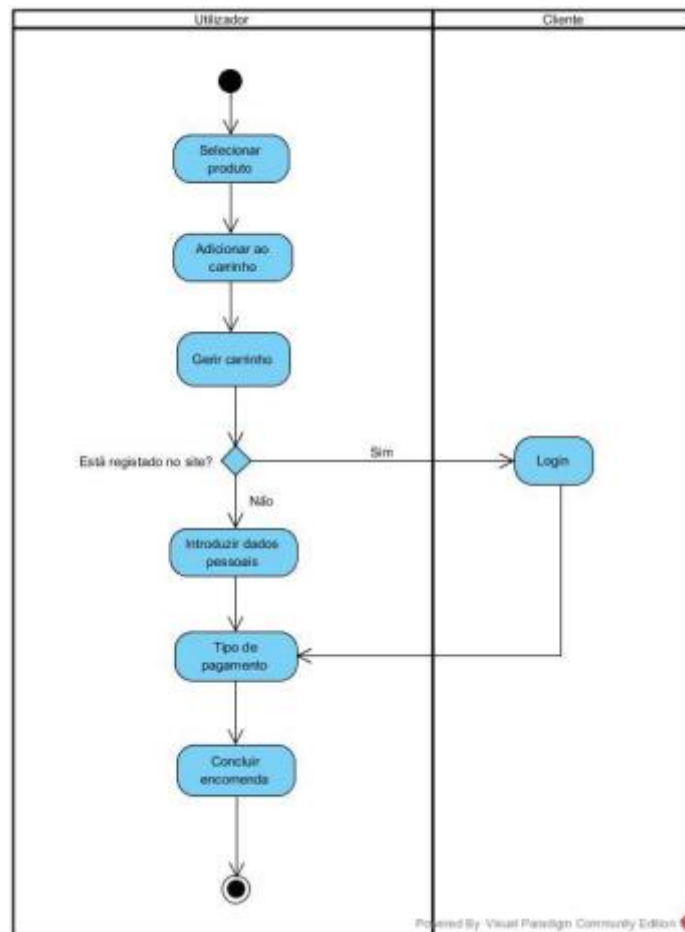 Utilizador
Cliente
Selecionar
produto
Adicionar ao
carrinho
Gerir carrinho
Está registado no site?
Sim
Login
Não
Introduzir dados
pessoais
Tipo de
pagamento
Concluir
encomenda
Powered By Visual Paradigm Community Edition